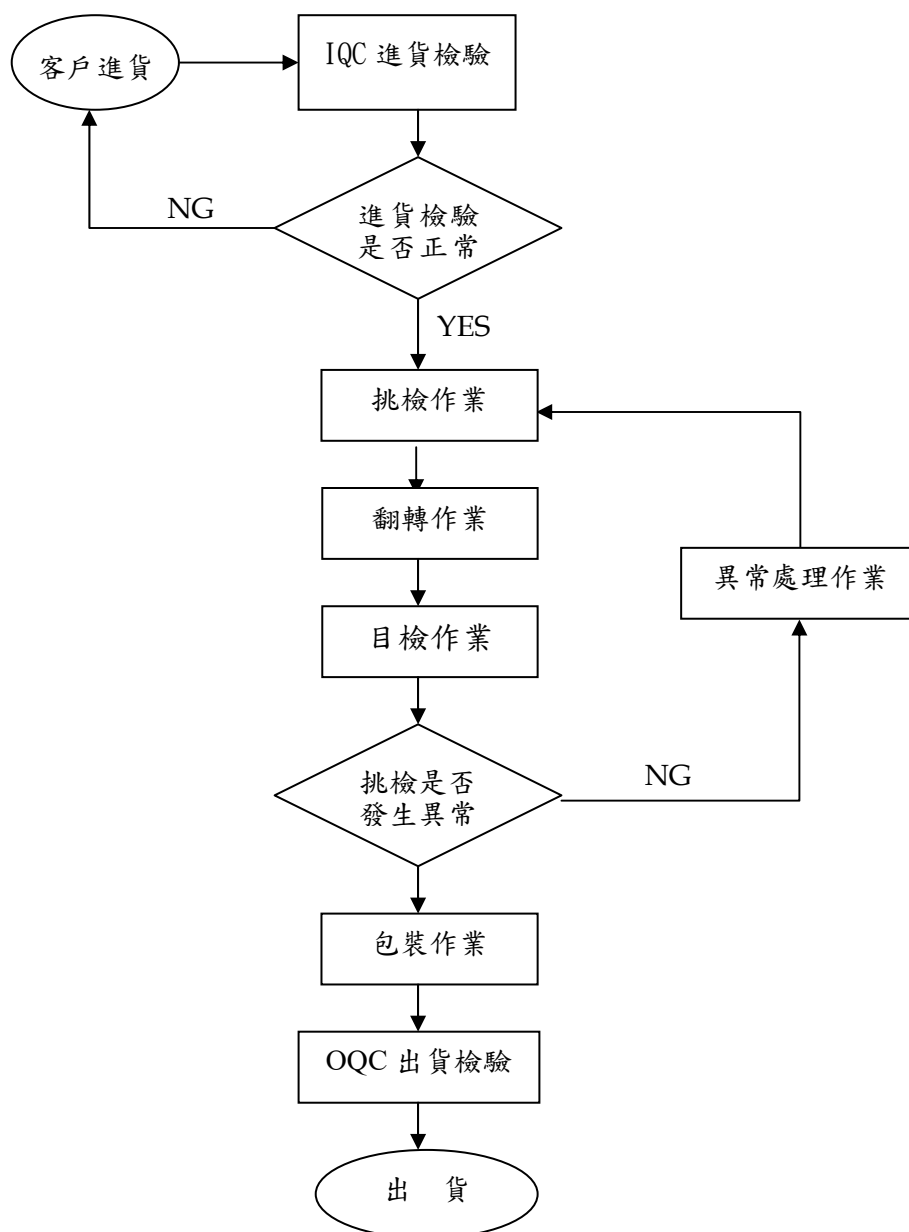 客戶進貨
IQC 進貨檢驗
NG
進貨檢驗
是否正常
YES
挑檢作業
翻轉作業
異常處理作業
目檢作業
挑檢是否
發生異常
NG
包裝作業
OQC 出貨檢驗
出 貨